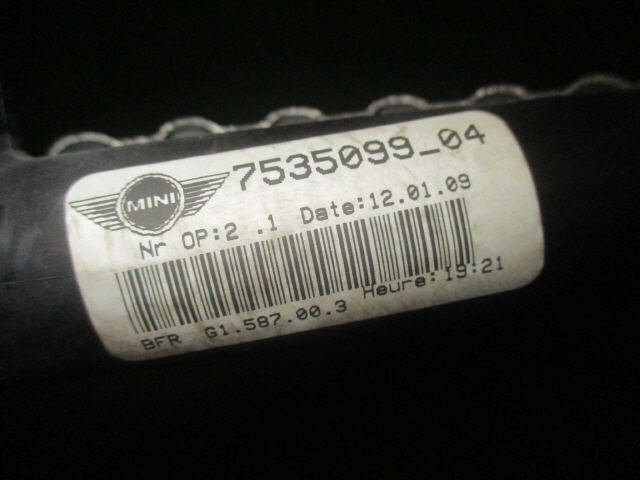 MINI 7535099_04
Nr OP:2 .1 Date:12.01.09
Heure:19:21
BFR G1.587.00.3